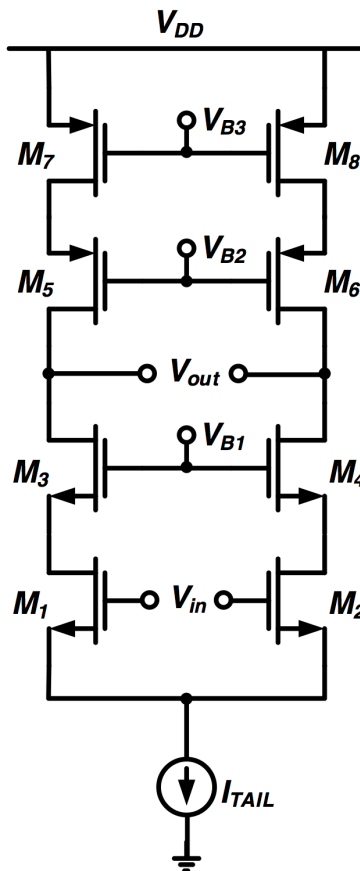 V_DD
M_7 V_B3 M_8
M_5 V_B2 M_6
V_out
M_3 V_B1 M_4
M_1 V_in M_2
I_TAIL